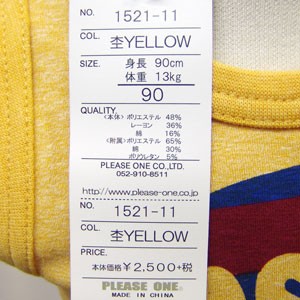 NO. 1521-11
COL. 杢YELLOW
SIZE. 身長 90cm
体重 13kg
90
QUALITY.
<本体>ポリエステル 48%
レーヨン 36%
綿 16%
<附属>ポリエステル 65%
綿 30%
ポリウレタン 5%
PLEASE ONE CO.,LTD.
052-910-8511
http://www.please-one.com/
NO. 1521-11
COL. 杢YELLOW
PRICE.
本体価格 ¥2,500+税
PLEASE ONE.
MADE IN CHINA